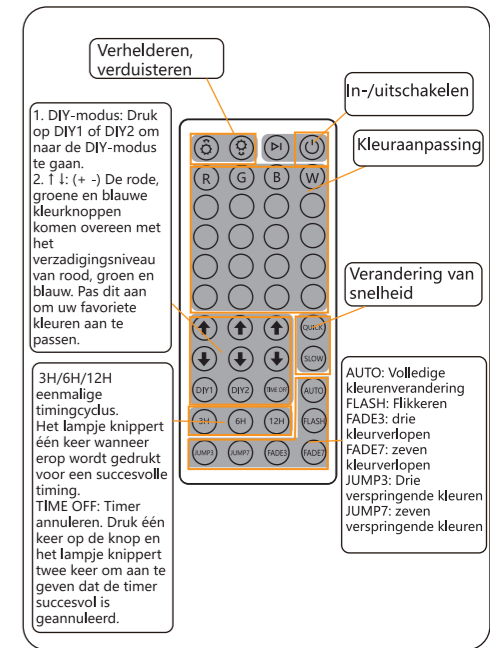 Verhelderen,
verduisteren
In-/uitschakelen
Kleuraanpassing
1. DIY-modus: Druk
op DIY1 of DIY2 om
naar de DIY-modus
te gaan.
2. ↑ ↓: (+ -) De rode,
groene en blauwe
kleurknoppen
komen overeen met
het
verzadigingsniveau
van rood, groen en
blauw. Pas dit aan
om uw favoriete
kleuren aan te
passen.
R G B W
Verandering van
snelheid
QUICK
SLOW
DIY1 DIY2 TIME OFF AUTO
3H 6H 12H FLASH
JUMP3 JUMP7 FADE3 FADE7
3H/6H/12H
eenmalige
timingcyclus.
Het lampje knippert
één keer wanneer
erop wordt gedrukt
voor een succesvolle
timing.
TIME OFF: Timer
annuleren. Druk één
keer op de knop en
het lampje knippert
twee keer om aan te
geven dat de timer
succesvol is
geannuleerd.
AUTO: Volledige
kleurenverandering
FLASH: Flikkeren
FADE3: drie
kleurverlopen
FADE7: zeven
kleurverlopen
JUMP3: Drie
verspringende kleuren
JUMP7: zeven
verspringende kleuren